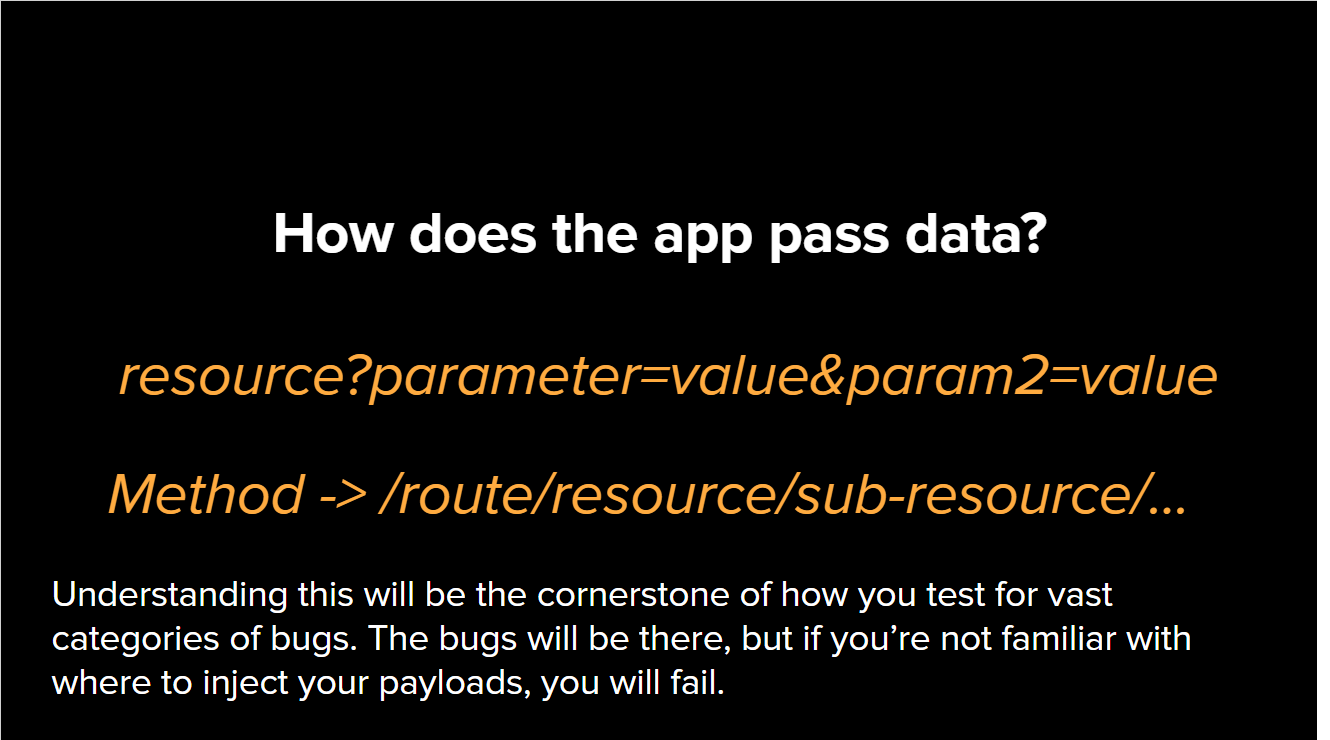 How does the app pass data?
resource?parameter=value&param2=value
Method -> /route/resource/sub-resource/...
Understanding this will be the cornerstone of how you test for vast
categories of bugs. The bugs will be there, but if you’re not familiar with
where to inject your payloads, you will fail.